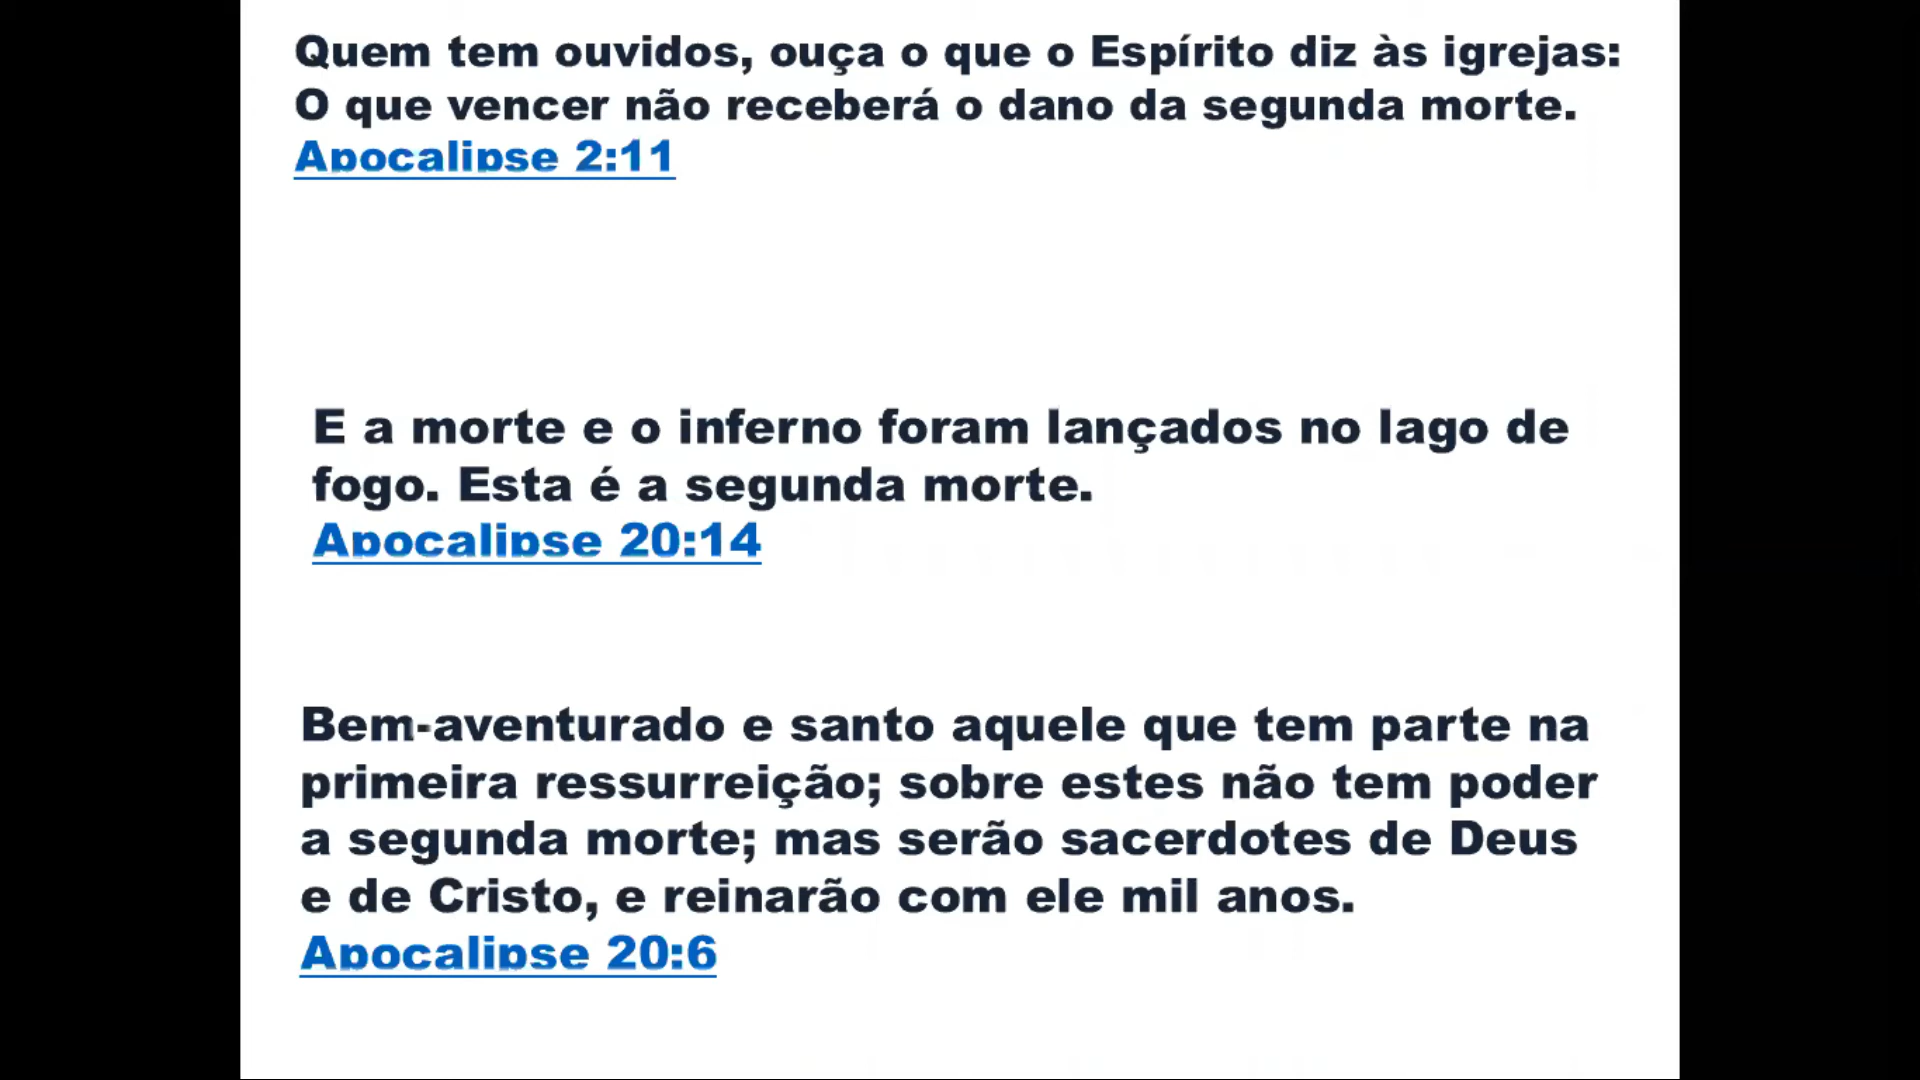 Quem tem ouvidos, ouça o que o Espírito diz às igrejas:
O que vencer não receberá o dano da segunda morte.
Apocalipse 2:11
E a morte e o inferno foram lançados no lago de
fogo. Esta é a segunda morte.
Apocalipse 20:14
Bem-aventurado e santo aquele que tem parte na
primeira ressurreição; sobre estes não tem poder
a segunda morte; mas serão sacerdotes de Deus
e de Cristo, e reinarão com ele mil anos.
Apocalipse 20:6